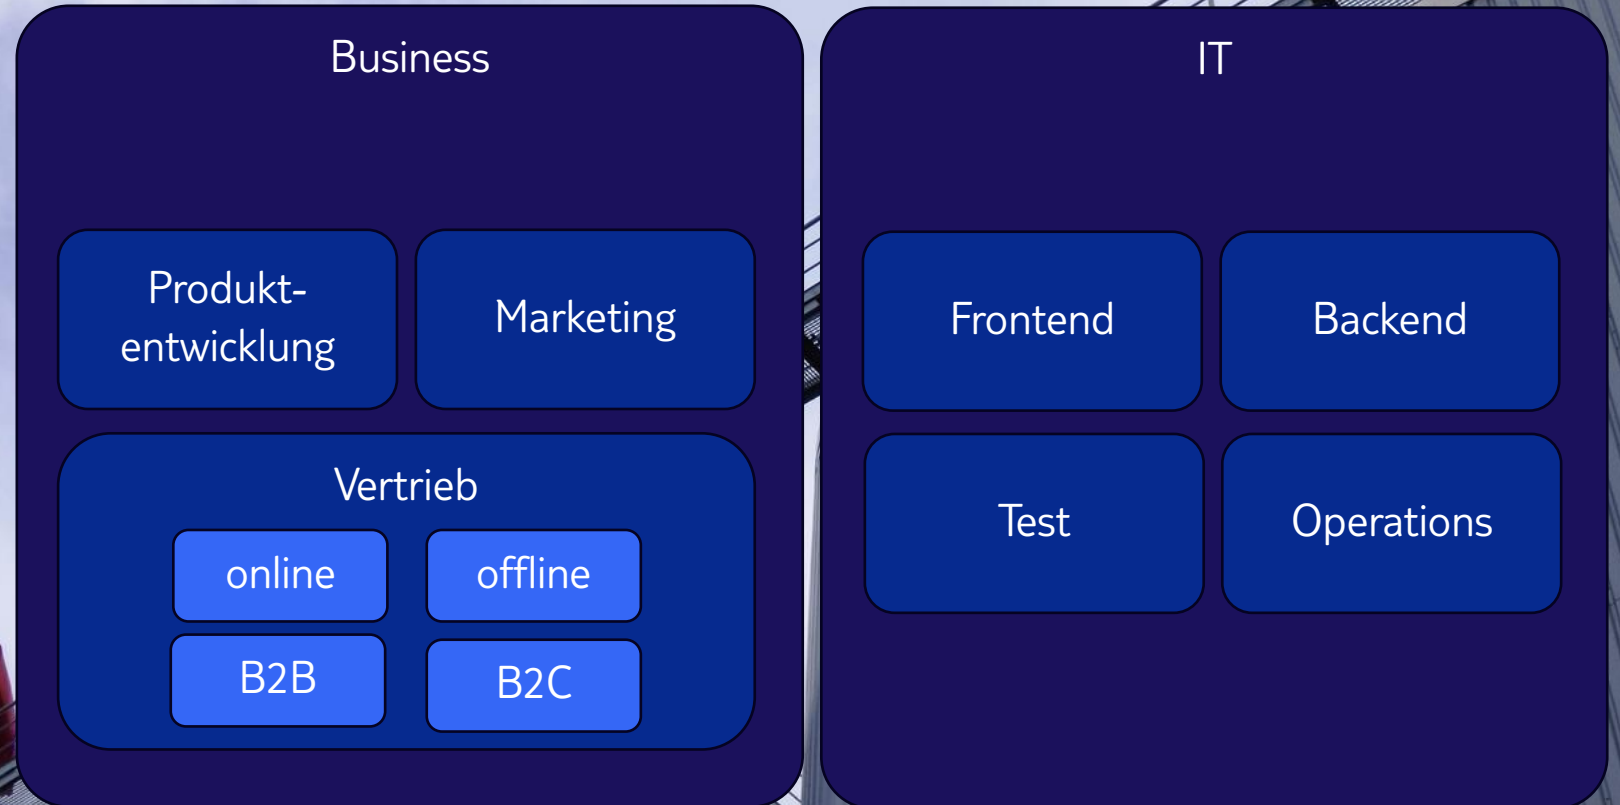 Business
Produkt-
entwicklung
Marketing
Vertrieb
online
offline
B2B
B2C
IT
Frontend
Backend
Test
Operations